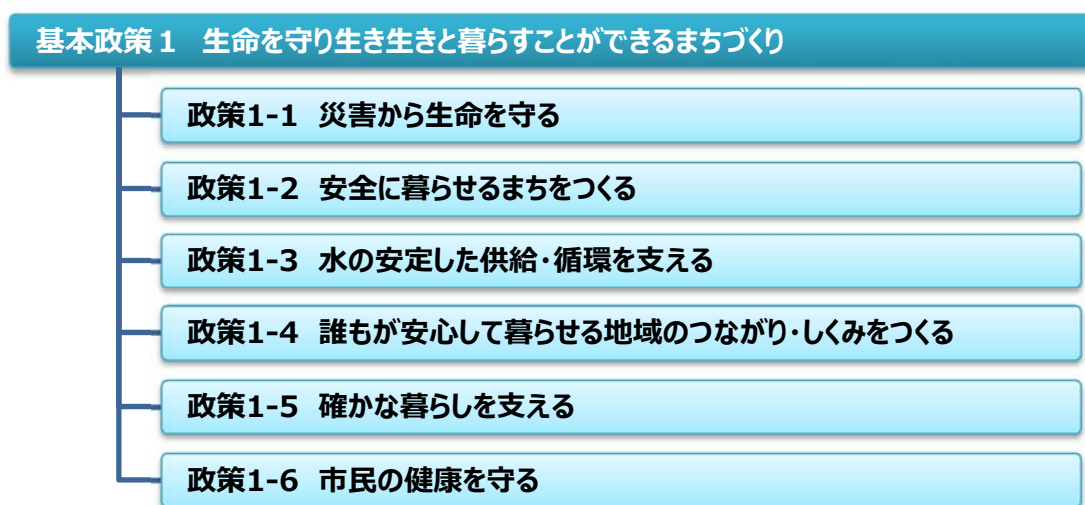 基本政策１　生命を守り生き生きと暮らすことができるまちづくり
政策1-1　災害から生命を守る
政策1-2　安全に暮らせるまちをつくる
政策1-3　水の安定した供給・循環を支える
政策1-4　誰もが安心して暮らせる地域のつながり・しくみをつくる
政策1-5　確かな暮らしを支える
政策1-6　市民の健康を守る